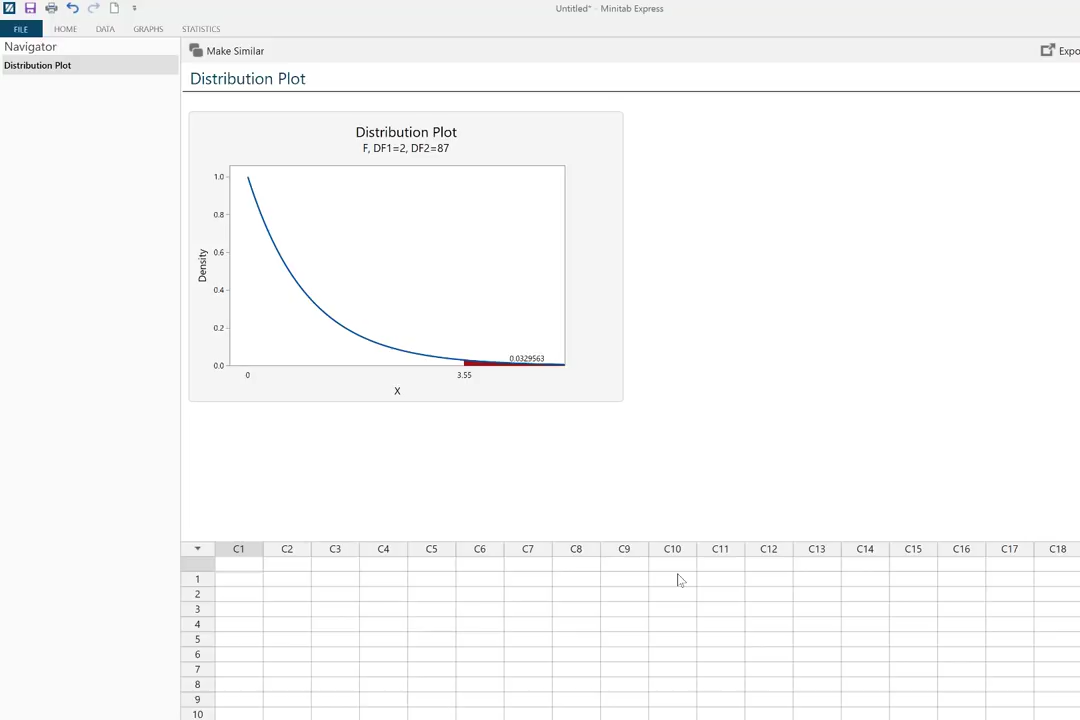 Untitled* - Minitab Express
FILE HOME DATA GRAPHS STATISTICS
Navigator
Distribution Plot
Make Similar
Expo
Distribution Plot
Distribution Plot
F, DF1=2, DF2=87
1.0
0.8
0.6
0.4
0.2
0.0
Density
0.0329563
0 3.55
X
C1 C2 C3 C4 C5 C6 C7 C8 C9 C10 C11 C12 C13 C14 C15 C16 C17 C18
1
2
3
4
5
6
7
8
9
10